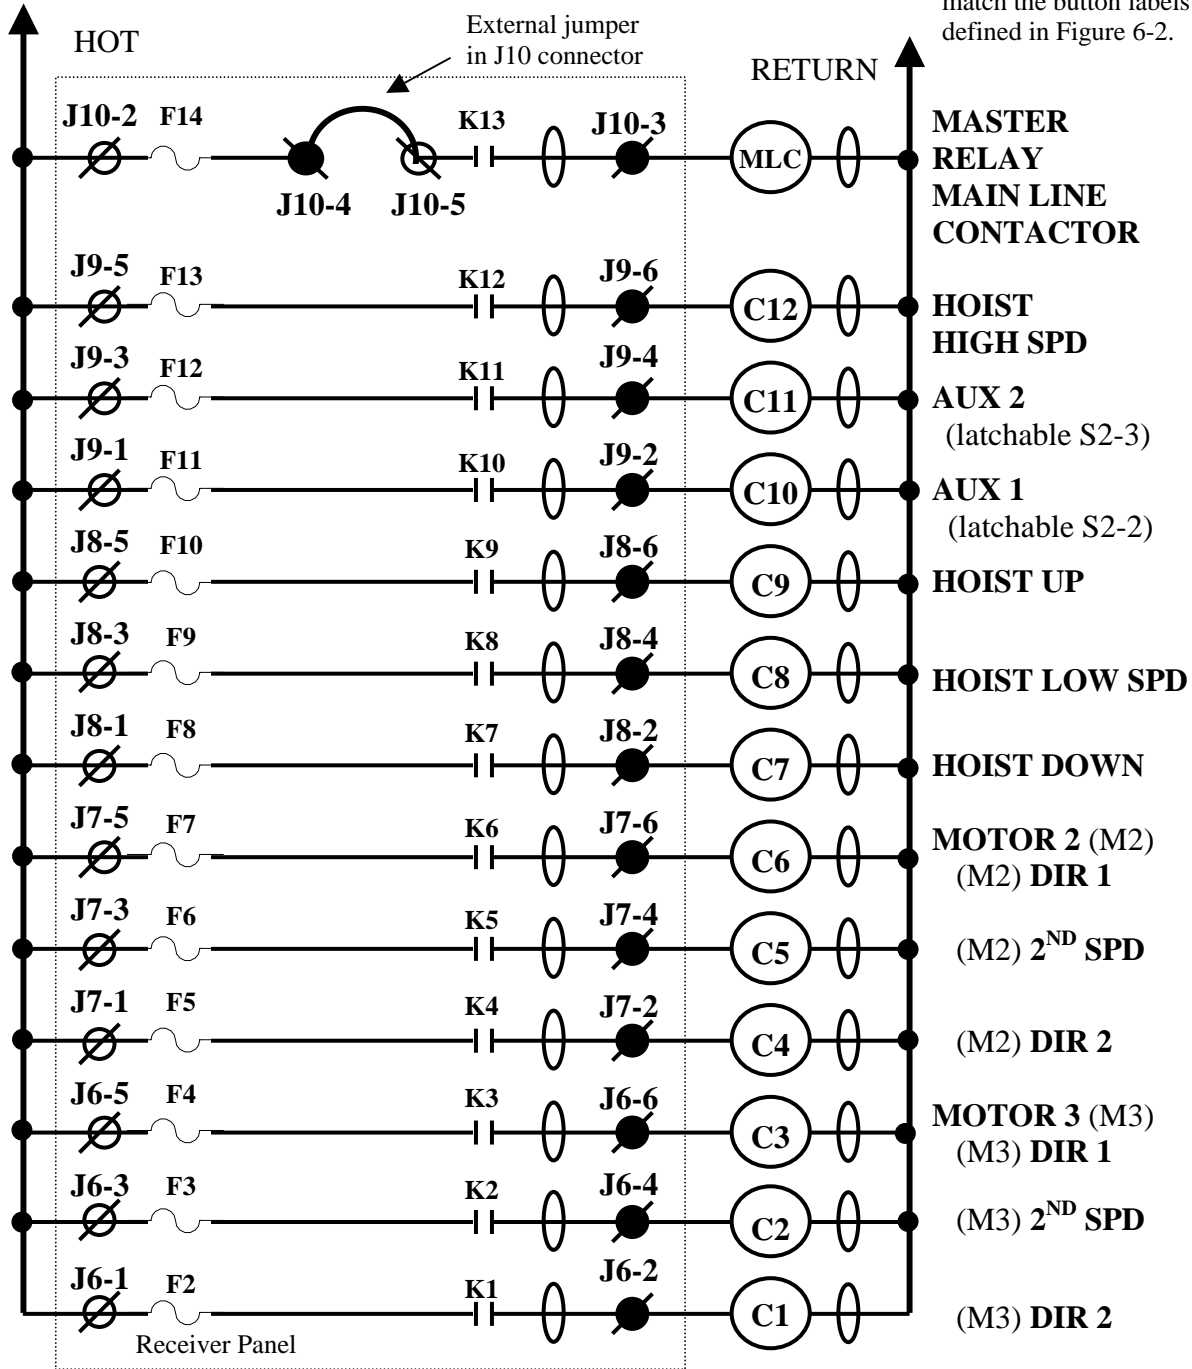 match the button labels
defined in Figure 6-2.
HOT
External jumper
in J10 connector
RETURN
J10-2 F14 K13 J10-3
MLC
J10-4 J10-5
MASTER
RELAY
MAIN LINE
CONTACTOR
J9-5 F13 K12 J9-6
C12
HOIST
HIGH SPD
J9-3 F12 K11 J9-4
C11
AUX 2
(latchable S2-3)
J9-1 F11 K10 J9-2
C10
AUX 1
(latchable S2-2)
J8-5 F10 K9 J8-6
C9
HOIST UP
J8-3 F9 K8 J8-4
C8
HOIST LOW SPD
J8-1 F8 K7 J8-2
C7
HOIST DOWN
J7-5 F7 K6 J7-6
C6
MOTOR 2 (M2)
(M2) DIR 1
J7-3 F6 K5 J7-4
C5
(M2) 2ND SPD
J7-1 F5 K4 J7-2
C4
(M2) DIR 2
J6-5 F4 K3 J6-6
C3
MOTOR 3 (M3)
(M3) DIR 1
J6-3 F3 K2 J6-4
C2
(M3) 2ND SPD
J6-1 F2 K1 J6-2
C1
(M3) DIR 2
Receiver Panel